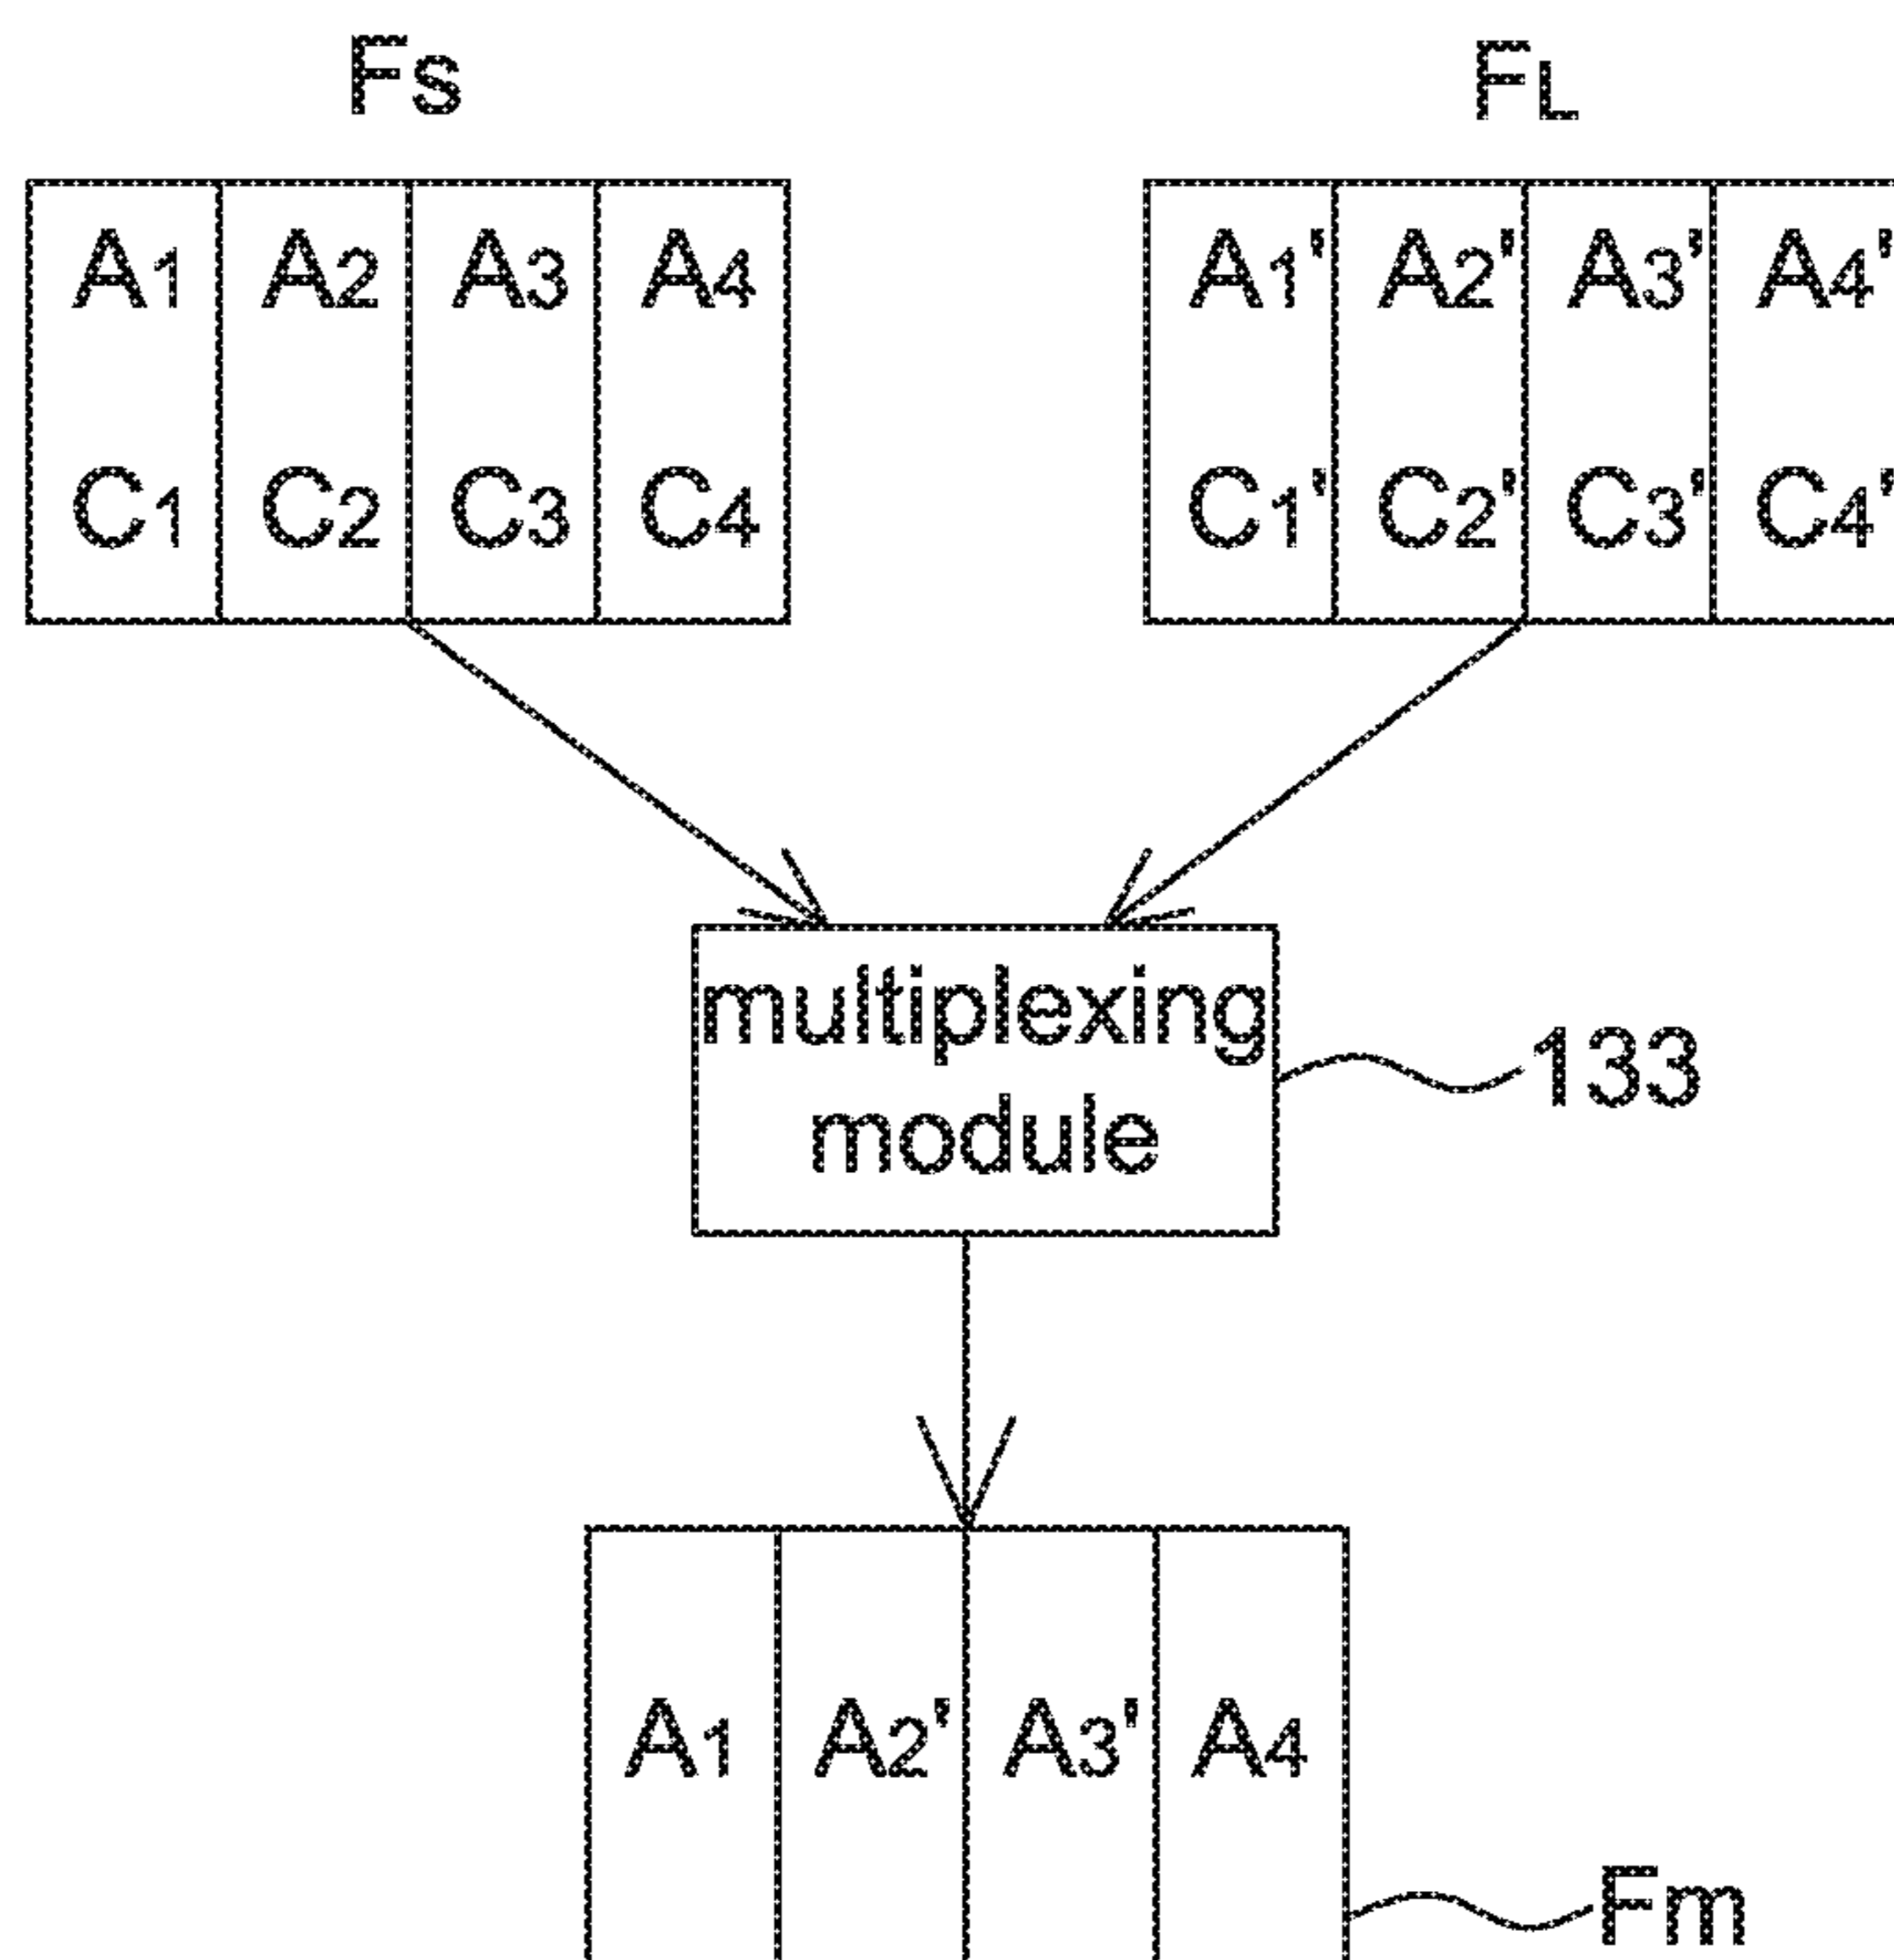 Fs
FL
A1 A2 A3 A4
A1' A2' A3' A4'
C1 C2 C3 C4
C1' C2' C3' C4'
multiplexing
module
133
A1 A2' A3' A4
Fm